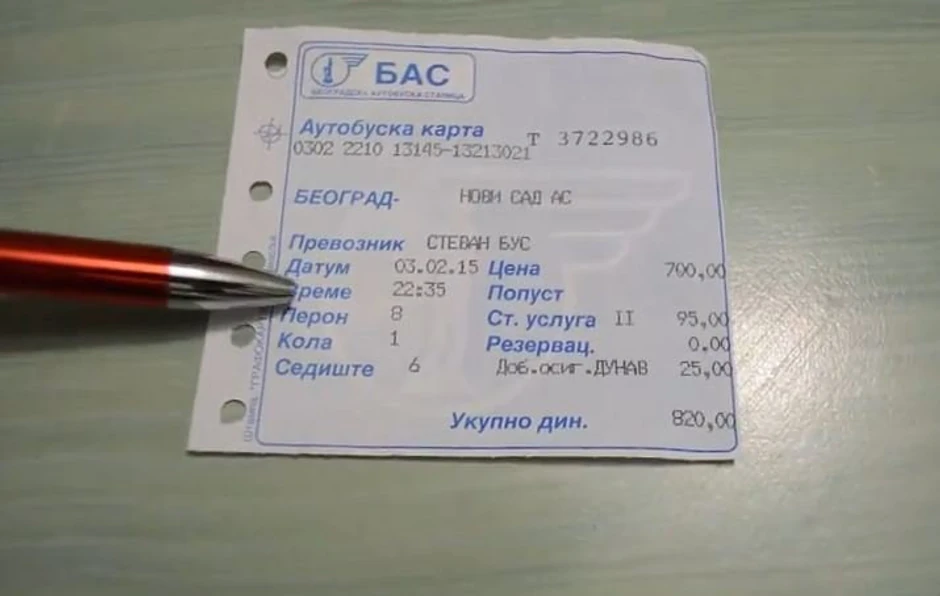 БАС
БЕОГРАДСКА АУТОБУСКА СТАНИЦА
Аутобуска карта Т 3722986
0302 2210 13145-13213021
БЕОГРАД- НОВИ САД АС
Превозник СТЕВАН БУС
Датум 03.02.15 Цена 700,00
Време 22:35 Попуст
Перон 8 Ст. услуга II 95,00
Кола 1 Резервац. 0.00
Седиште 6 Доб.осиг.ДУНАВ 25,00
Укупно дин. 820,00